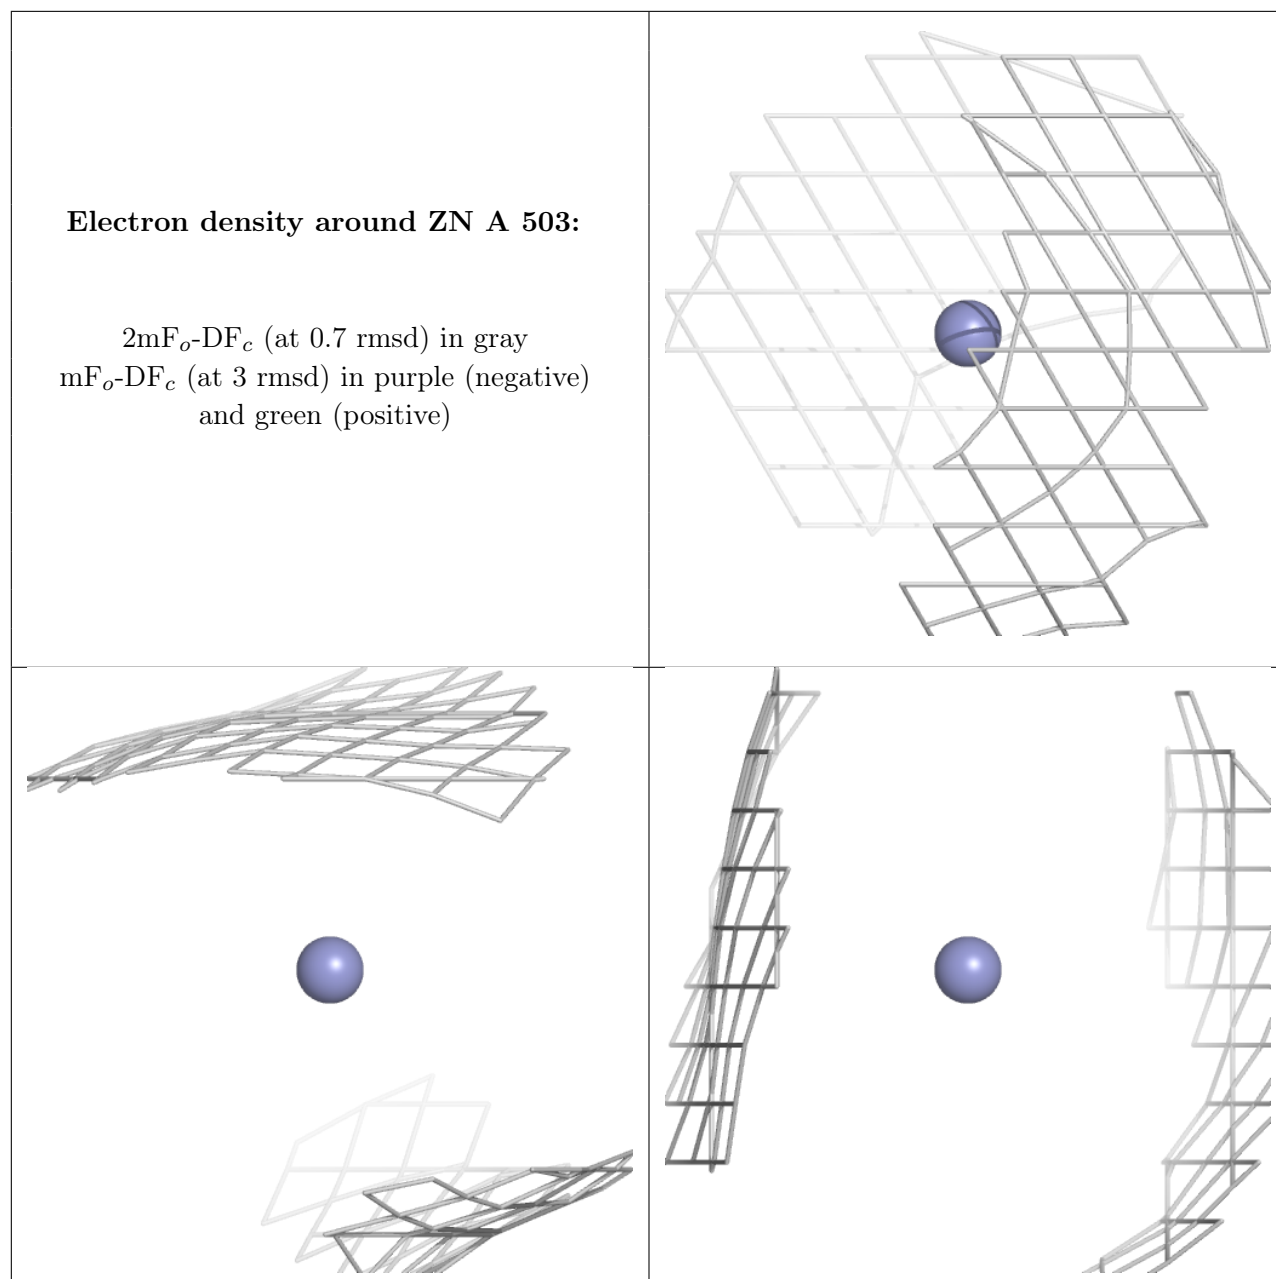 Electron density around ZN A 503:
2mFo-DFc (at 0.7 rmsd) in gray
mFo-DFc (at 3 rmsd) in purple (negative)
and green (positive)